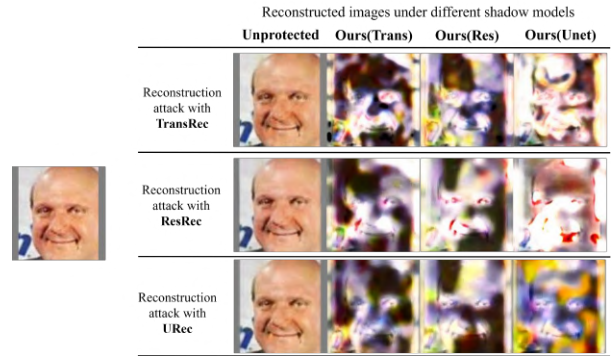 Reconstructed images under different shadow models
Unprotected Ours(Trans) Ours(Res) Ours(Unet)
Reconstruction
attack with
TransRec
Reconstruction
attack with
ResRec
Reconstruction
attack with
URec